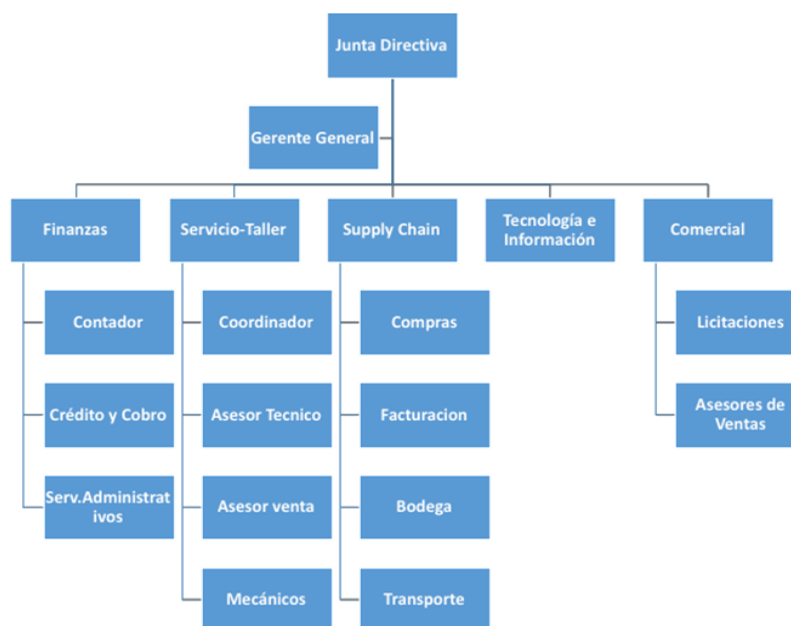 Junta Directiva
Gerente General
Finanzas
Servicio-Taller
Supply Chain
Tecnología e
Información
Comercial
Contador
Coordinador
Compras
Licitaciones
Crédito y Cobro
Asesor Tecnico
Facturacion
Asesores de
Ventas
Serv.Administrat
ivos
Asesor venta
Bodega
Mecánicos
Transporte